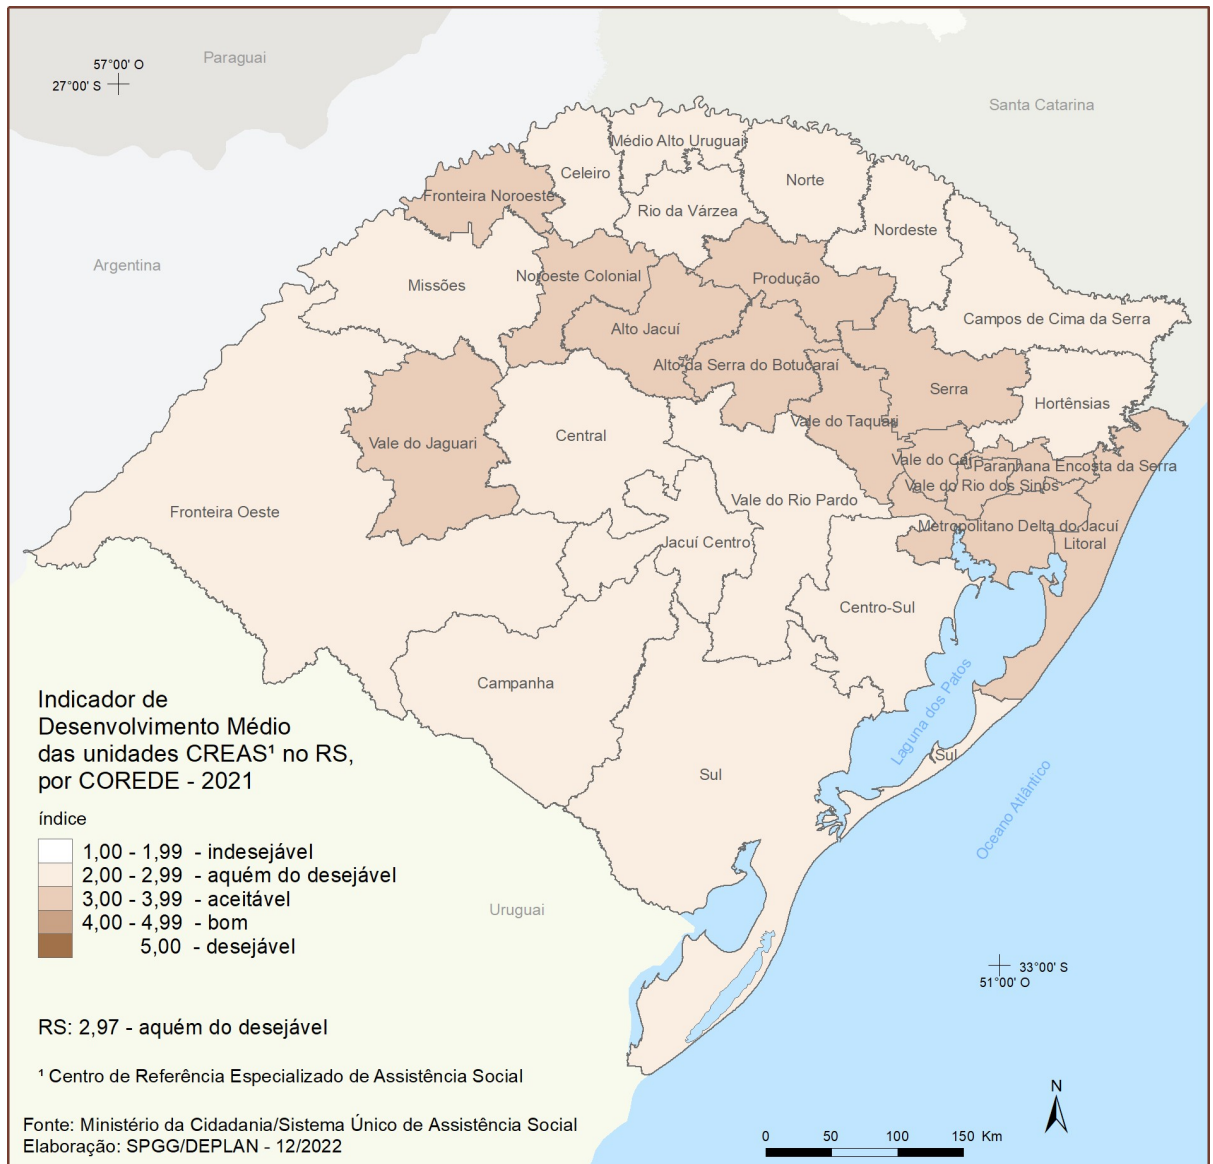 Paraguai
57°00' O
27°00' S
Santa Catarina
Argentina
Médio Alto Uruguai
Celeiro
Norte
Fronteira Noroeste
Rio da Várzea
Nordeste
Missões
Noroeste Colonial
Produção
Campos de Cima da Serra
Alto Jacuí
Alto da Serra do Botucaraí
Serra
Hortênsias
Vale do Taquari
Central
Vale do Jaguari
Vale do Caí
Paranhana Encosta da Serra
Vale do Rio dos Sinos
Vale do Rio Pardo
Fronteira Oeste
Metropolitano Delta do Jacuí
Litoral
Jacuí Centro
Centro-Sul
Campanha
Laguna dos Patos
Sul
Sul
Oceano Atlântico
Indicador de
Desenvolvimento Médio
das unidades CREAS¹ no RS,
por COREDE - 2021
índice
1,00 - 1,99 - indesejável
2,00 - 2,99 - aquém do desejável
3,00 - 3,99 - aceitável
4,00 - 4,99 - bom
5,00 - desejável
Uruguai
33°00' S
51°00' O
RS: 2,97 - aquém do desejável
¹ Centro de Referência Especializado de Assistência Social
Fonte: Ministério da Cidadania/Sistema Único de Assistência Social
Elaboração: SPGG/DEPLAN - 12/2022
N
0 50 100 150 Km